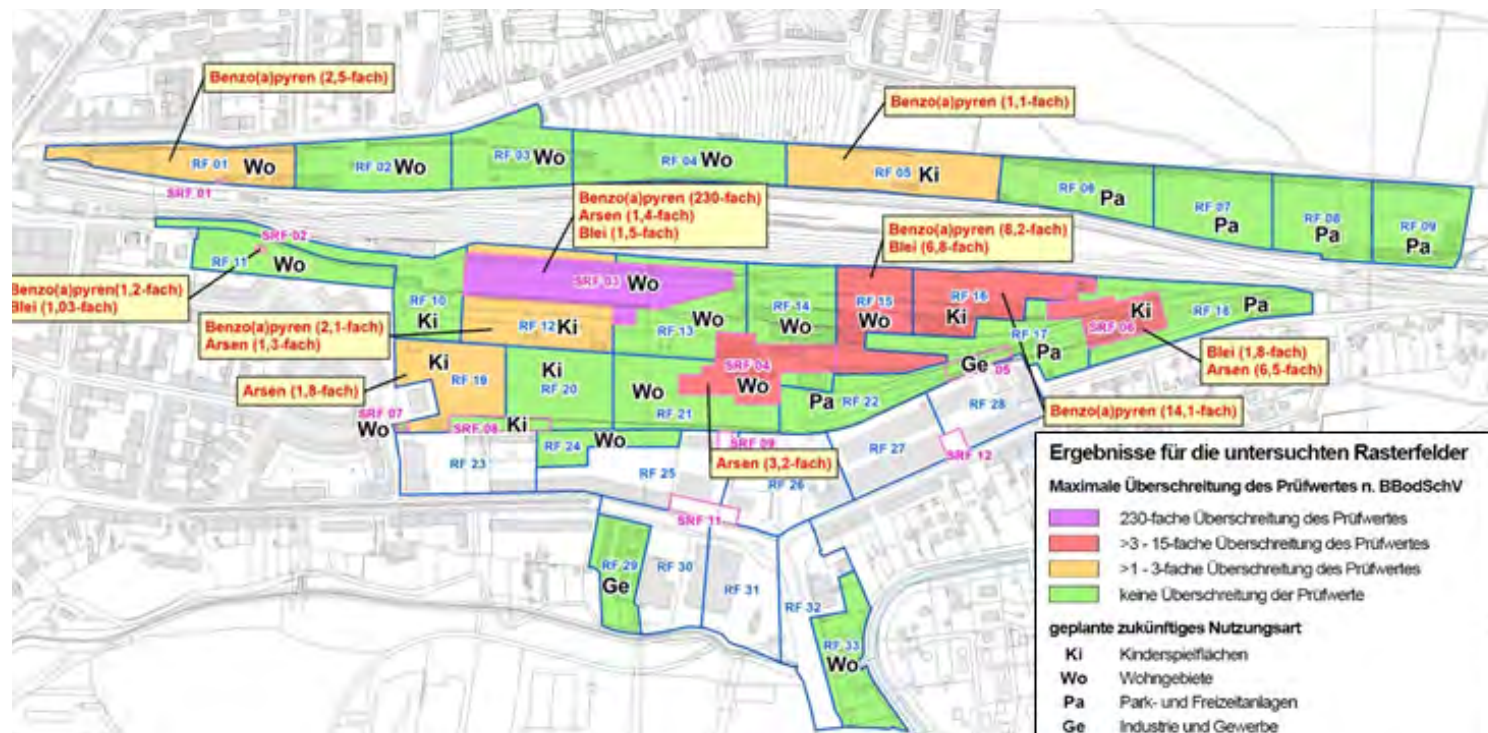 Benzo(a)pyren (2,5-fach)
Benzo(a)pyren (1,1-fach)
RF 01 Wo
RF 02 Wo
RF 03 Wo
RF 04 Wo
RF 05 Ki
RF 06 Pa
RF 07 Pa
RF 08 Pa
RF 09 Pa
SRF 01
Benzo(a)pyren (230-fach)
Arsen (1,4-fach)
Blei (1,5-fach)
Benzo(a)pyren (8,2-fach)
Blei (6,8-fach)
SRF 02
RF 11 Wo
Benzo(a)pyren(1,2-fach)
Blei (1,03-fach)
RF 10 Ki
SRF 03 Wo
RF 12 Ki
RF 13 Wo
RF 14 Wo
RF 15 Wo
RF 16 Ki
RF 17 Pa
SRF 06 Ki
RF 18 Pa
Benzo(a)pyren (2,1-fach)
Arsen (1,3-fach)
Arsen (1,8-fach)
Ki RF 19
Ki RF 20
Wo RF 21
SRF 04 Wo
Pa RF 22
Ge 05
Blei (1,8-fach)
Arsen (6,5-fach)
Benzo(a)pyren (14,1-fach)
SRF 07 Wo
SRF 08 Ki
RF 23
RF 24 Wo
RF 25
SRF 09
Arsen (3,2-fach)
RF 26
RF 27
RF 28
SRF 12
SRF 11
RF 29 Ge
RF 30
RF 31
RF 32
RF 33 Wo
Ergebnisse für die untersuchten Rasterfelder
Maximale Überschreitung des Prüfwertes n. BBodSchV
230-fache Überschreitung des Prüfwertes
>3 - 15-fache Überschreitung des Prüfwertes
>1 - 3-fache Überschreitung des Prüfwertes
keine Überschreitung der Prüfwerte
geplante zukünftiges Nutzungsart
Ki Kinderspielflächen
Wo Wohngebiete
Pa Park- und Freizeitanlagen
Ge Industrie und Gewerbe